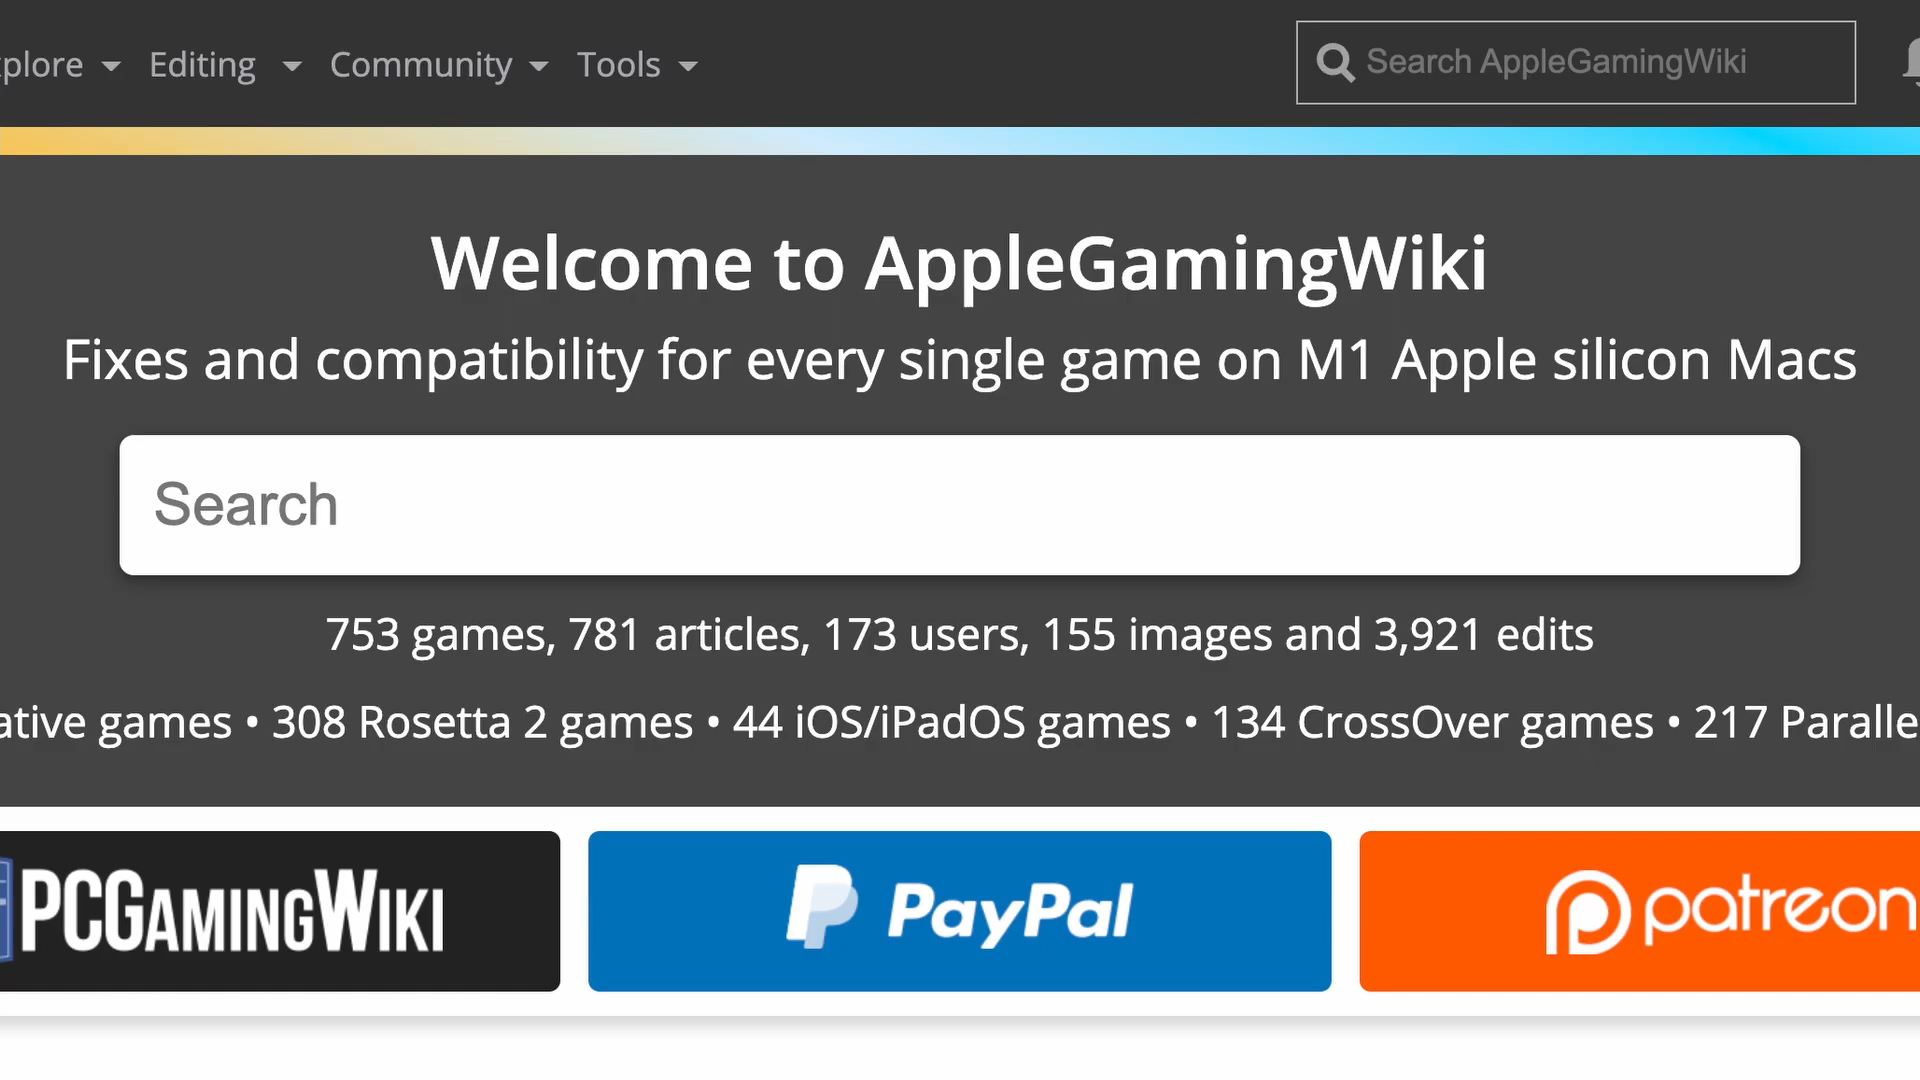 plore Editing Community Tools Search AppleGamingWiki
Welcome to AppleGamingWiki
Fixes and compatibility for every single game on M1 Apple silicon Macs
Search
753 games, 781 articles, 173 users, 155 images and 3,921 edits
ative games • 308 Rosetta 2 games • 44 iOS/iPadOS games • 134 CrossOver games • 217 Paralle
PCGamingWiki PayPal patreon